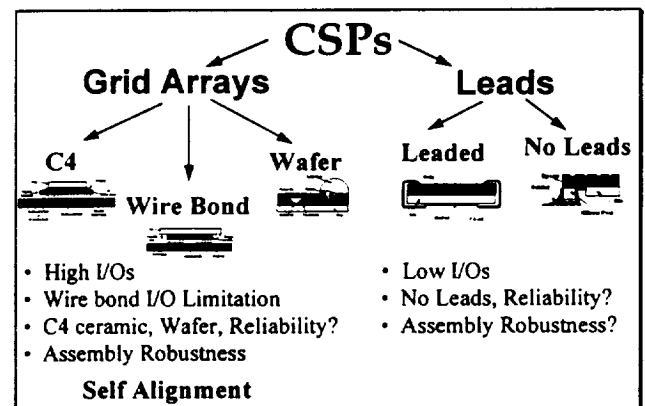 CSPs
Grid Arrays
Leads
C4
Wire Bond
Wafer
Leaded
No Leads
• High I/Os
• Wire bond I/O Limitation
• C4 ceramic, Wafer, Reliability?
• Assembly Robustness
Self Alignment
• Low I/Os
• No Leads, Reliability?
• Assembly Robustness?